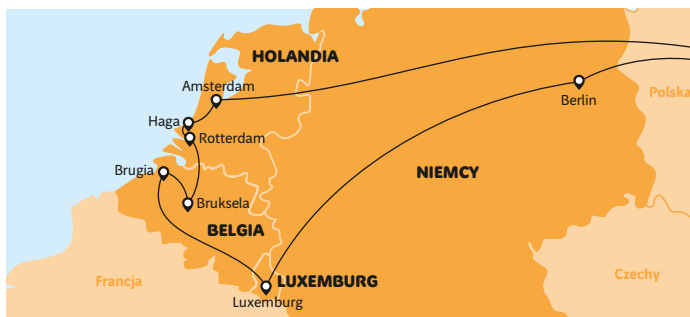 HOLANDIA
Amsterdam
Berlin
Polska
Haga
Rotterdam
Brugia
NIEMCY
Bruksela
BELGIA
Francja
LUXEMBURG
Czechy
Luxemburg